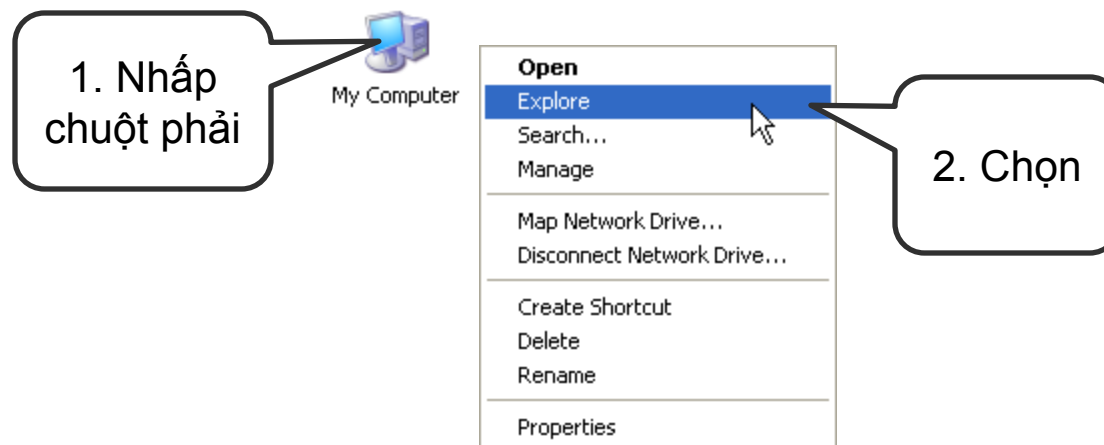 1. Nhấp
chuột phải
My Computer
Open
Explore
Search...
Manage
Map Network Drive...
Disconnect Network Drive...
Create Shortcut
Delete
Rename
Properties
2. Chọn